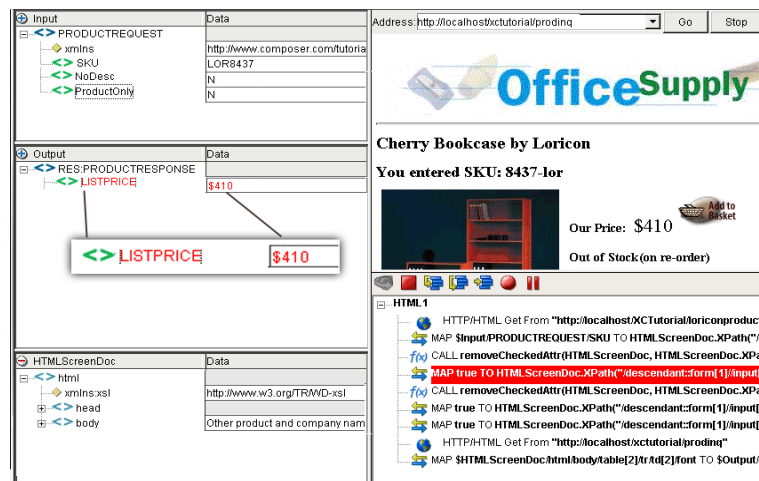 Input Data
PRODUCTREQUEST
xmlns http://www.composer.com/tutoria
SKU LOR8437
NoDesc N
ProductOnly N
Output Data
RES:PRODUCTRESPONSE
LISTPRICE $410
LISTPRICE $410
HTMLScreenDoc Data
html
xmlns:xsl http://www.w3.org/TR/WD-xsl
head
body Other product and company nam
Address: http://localhost/xctutorial/prodinq Go Stop
OfficeSupply
Cherry Bookcase by Loricon
You entered SKU: 8437-lor
Our Price: $410 Add to Basket
Out of Stock(on re-order)
HTML1
HTTP/HTML Get From "http://localhost/XCTutorial/loriconproduc
MAP $Input/PRODUCTREQUEST/SKU TO HTMLScreenDoc.XPath("/
f(x) CALL removeCheckedAttr(HTMLScreenDoc, HTMLScreenDoc.XPa
MAP true TO HTMLScreenDoc.XPath("/descendant::form[1]//input[
f(x) CALL removeCheckedAttr(HTMLScreenDoc, HTMLScreenDoc.XPa
MAP true TO HTMLScreenDoc.XPath("/descendant::form[1]//input[
MAP true TO HTMLScreenDoc.XPath("/descendant::form[1]//input[
HTTP/HTML Get From "http://localhost/xctutorial/prodinq"
MAP $HTMLScreenDoc/html/body/table[2]/tr/td[2]/font TO $Output/